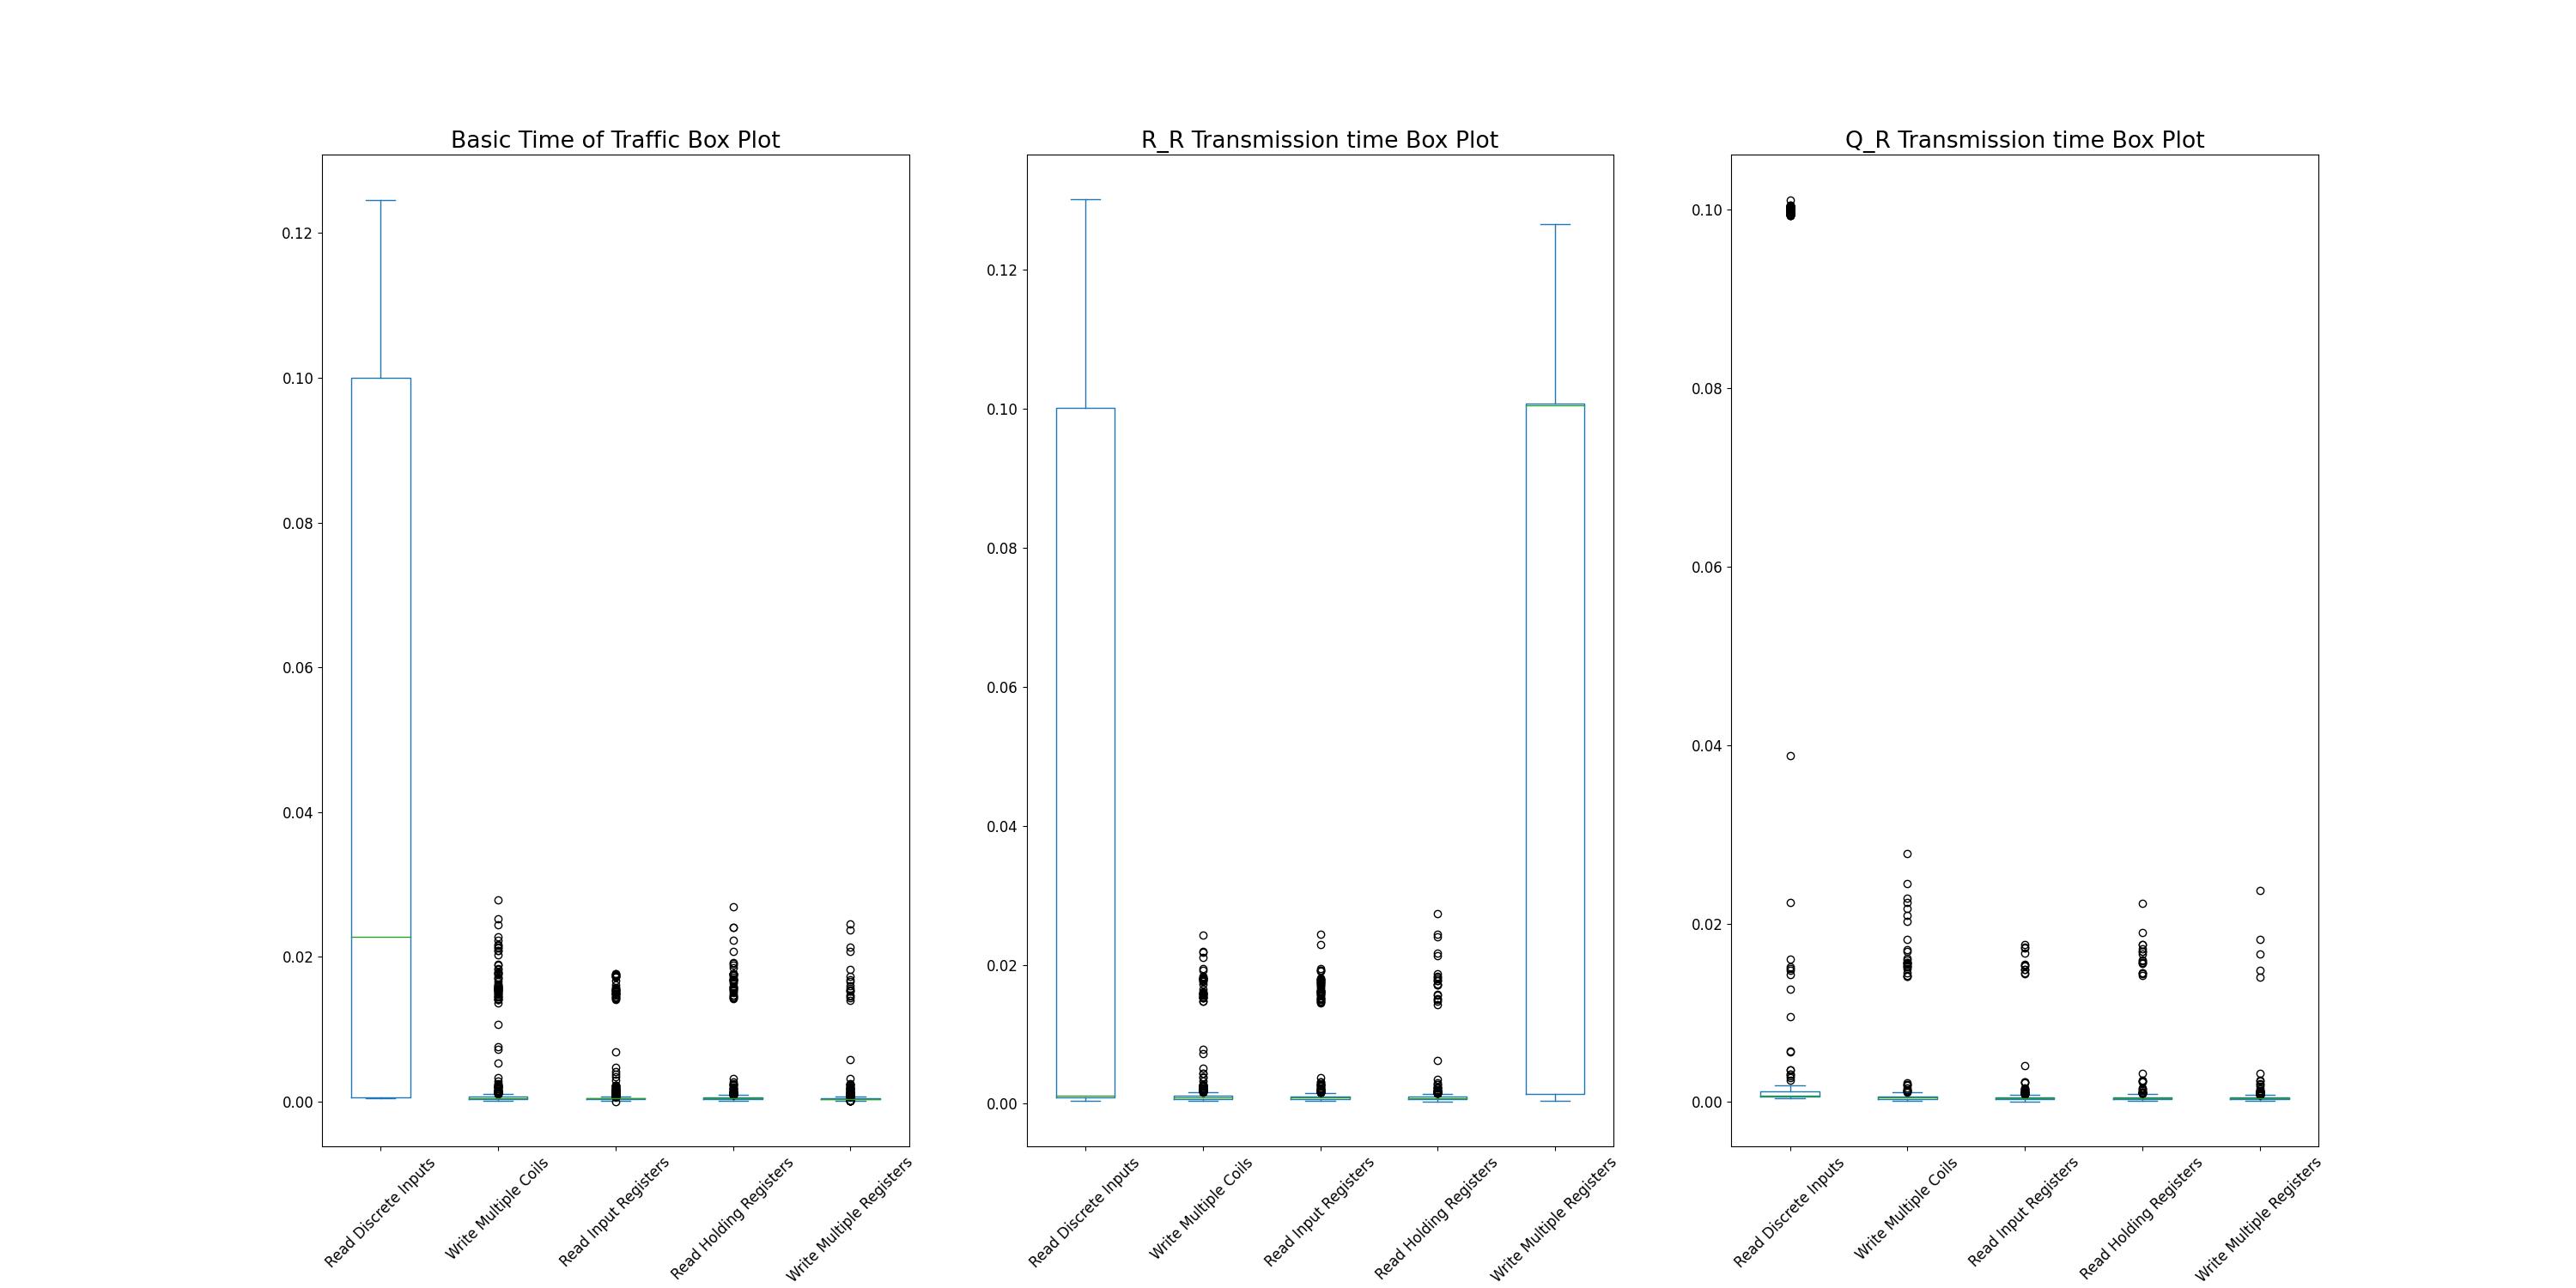 Basic Time of Traffic Box Plot
0.12
0.10
0.08
0.06
0.04
0.02
0.00
Read Discrete Inputs
Write Multiple Coils
Read Input Registers
Read Holding Registers
Write Multiple Registers
R_R Transmission time Box Plot
0.12
0.10
0.08
0.06
0.04
0.02
0.00
Read Discrete Inputs
Write Multiple Coils
Read Input Registers
Read Holding Registers
Write Multiple Registers
Q_R Transmission time Box Plot
0.10
0.08
0.06
0.04
0.02
0.00
Read Discrete Inputs
Write Multiple Coils
Read Input Registers
Read Holding Registers
Write Multiple Registers